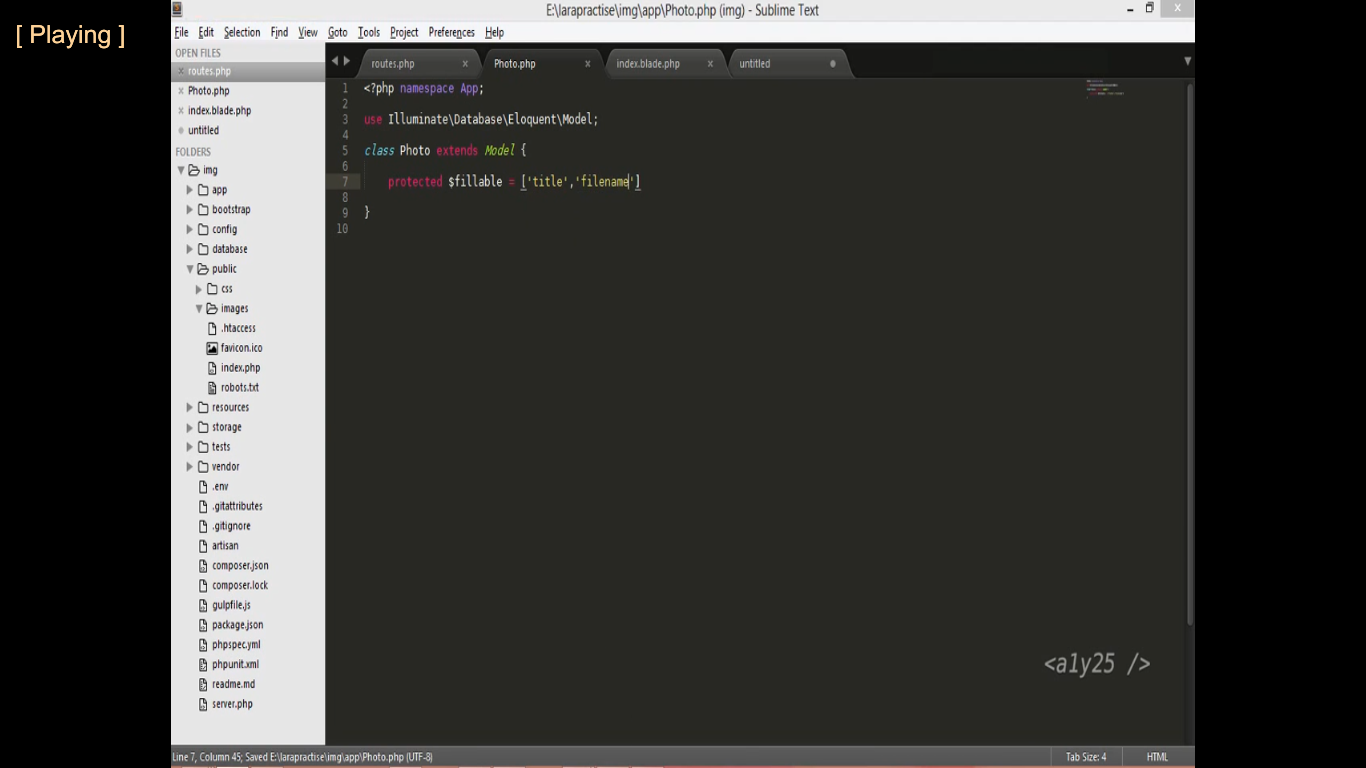 [ Playing ]
E:\larapractise\img\app\Photo.php (img) - Sublime Text
File Edit Selection Find View Goto Tools Project Preferences Help
OPEN FILES
routes.php
Photo.php
index.blade.php
untitled
FOLDERS
img
app
bootstrap
config
database
public
css
images
.htaccess
favicon.ico
index.php
robots.txt
resources
storage
tests
vendor
.env
.gitattributes
.gitignore
artisan
composer.json
composer.lock
gulpfile.js
package.json
phpspec.yml
phpunit.xml
readme.md
server.php
routes.php Photo.php index.blade.php untitled
1 <?php namespace App;
2
3 use Illuminate\Database\Eloquent\Model;
4
5 class Photo extends Model {
6
7 protected $fillable = ['title','filename']
8
9 }
10
<a1y25 />
Line 7, Column 45; Saved E:\larapractise\img\app\Photo.php (UTF-8) Tab Size: 4 HTML